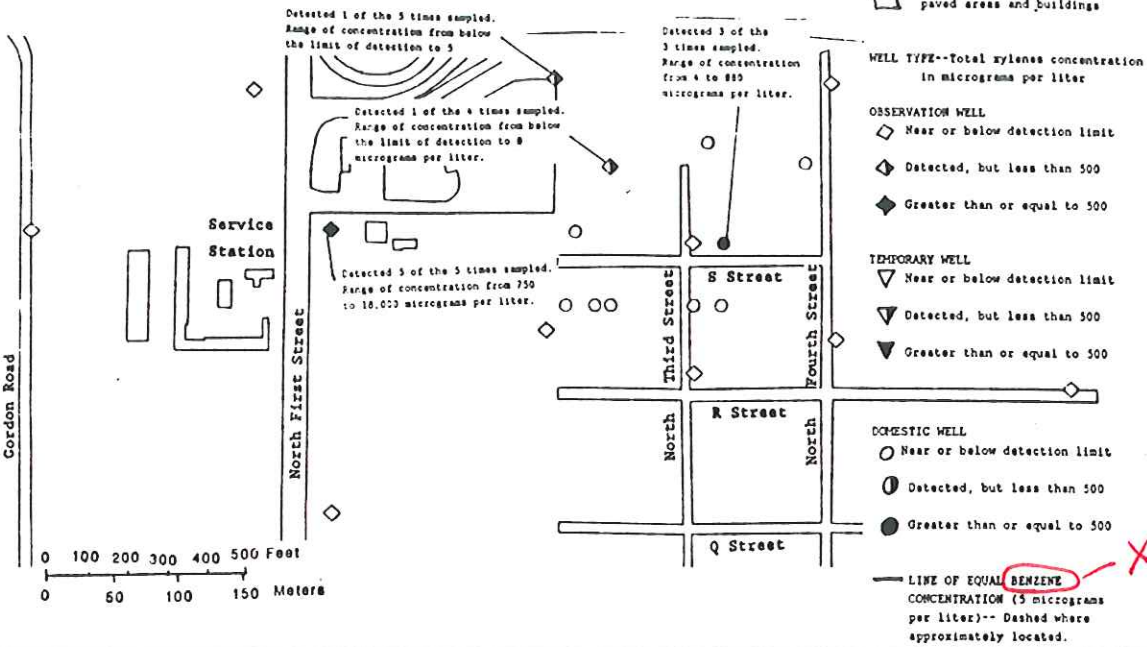 paved areas and buildings
Detected 1 of the 5 times sampled.
Range of concentration from below
the limit of detection to 5
Detected 3 of the
3 times sampled.
Range of concentration
from 4 to 880
micrograms per liter.
WELL TYPE--Total xylenes concentration
in micrograms per liter
Detected 1 of the 4 times sampled.
Range of concentration from below
the limit of detection to 8
micrograms per liter.
OBSERVATION WELL
Near or below detection limit
Detected, but less than 500
Greater than or equal to 500
Service
Station
Detected 5 of the 5 times sampled.
Range of concentration from 750
to 18,000 micrograms per liter.
S Street
TEMPORARY WELL
Near or below detection limit
Detected, but less than 500
Greater than or equal to 500
Gordon Road
North First Street
North Third Street
North Fourth Street
R Street
DOMESTIC WELL
Near or below detection limit
Detected, but less than 500
Greater than or equal to 500
Q Street
0 100 200 300 400 500 Feet
0 50 100 150 Meters
LINE OF EQUAL BENZENE
CONCENTRATION (5 micrograms
per liter)-- Dashed where
approximately located.